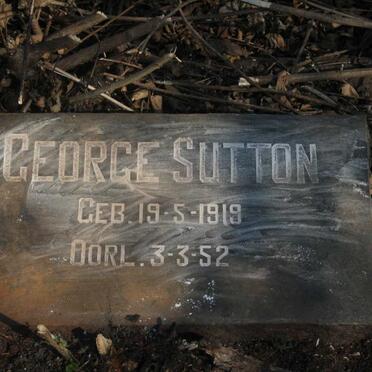 GEORGE SUTTON
GEB. 19-5-1919
OORL. 3-3-52